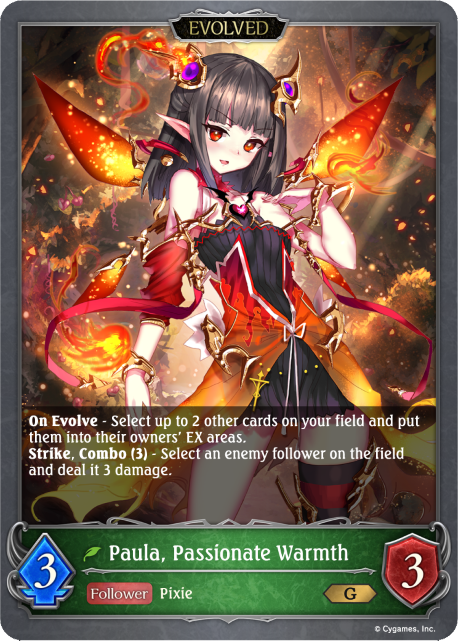 EVOLVED
On Evolve - Select up to 2 other cards on your field and put
them into their owners' EX areas.
Strike, Combo (3) - Select an enemy follower on the field
and deal it 3 damage.
Paula, Passionate Warmth
3
3
Follower Pixie
G
© Cygames, Inc.